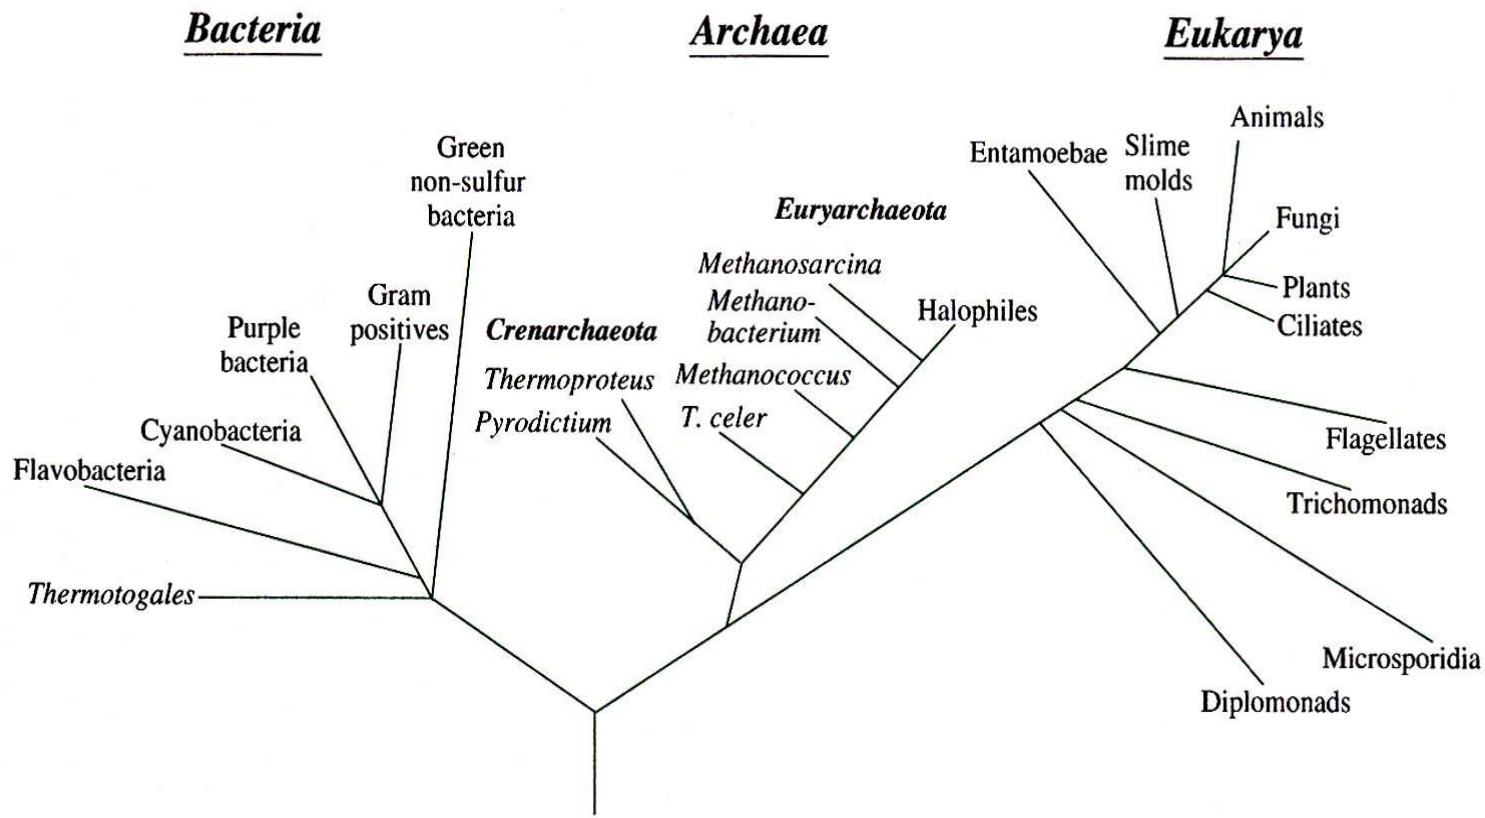 Bacteria
Archaea
Eukarya
Green
non-sulfur
bacteria
Gram
positives
Purple
bacteria
Cyanobacteria
Flavobacteria
Thermotogales
Crenarchaeota
Thermoproteus
Pyrodictium
Euryarchaeota
Methanosarcina
Methano-
bacterium
Methanococcus
T. celer
Halophiles
Entamoebae
Slime
molds
Animals
Fungi
Plants
Ciliates
Flagellates
Trichomonads
Microsporidia
Diplomonads